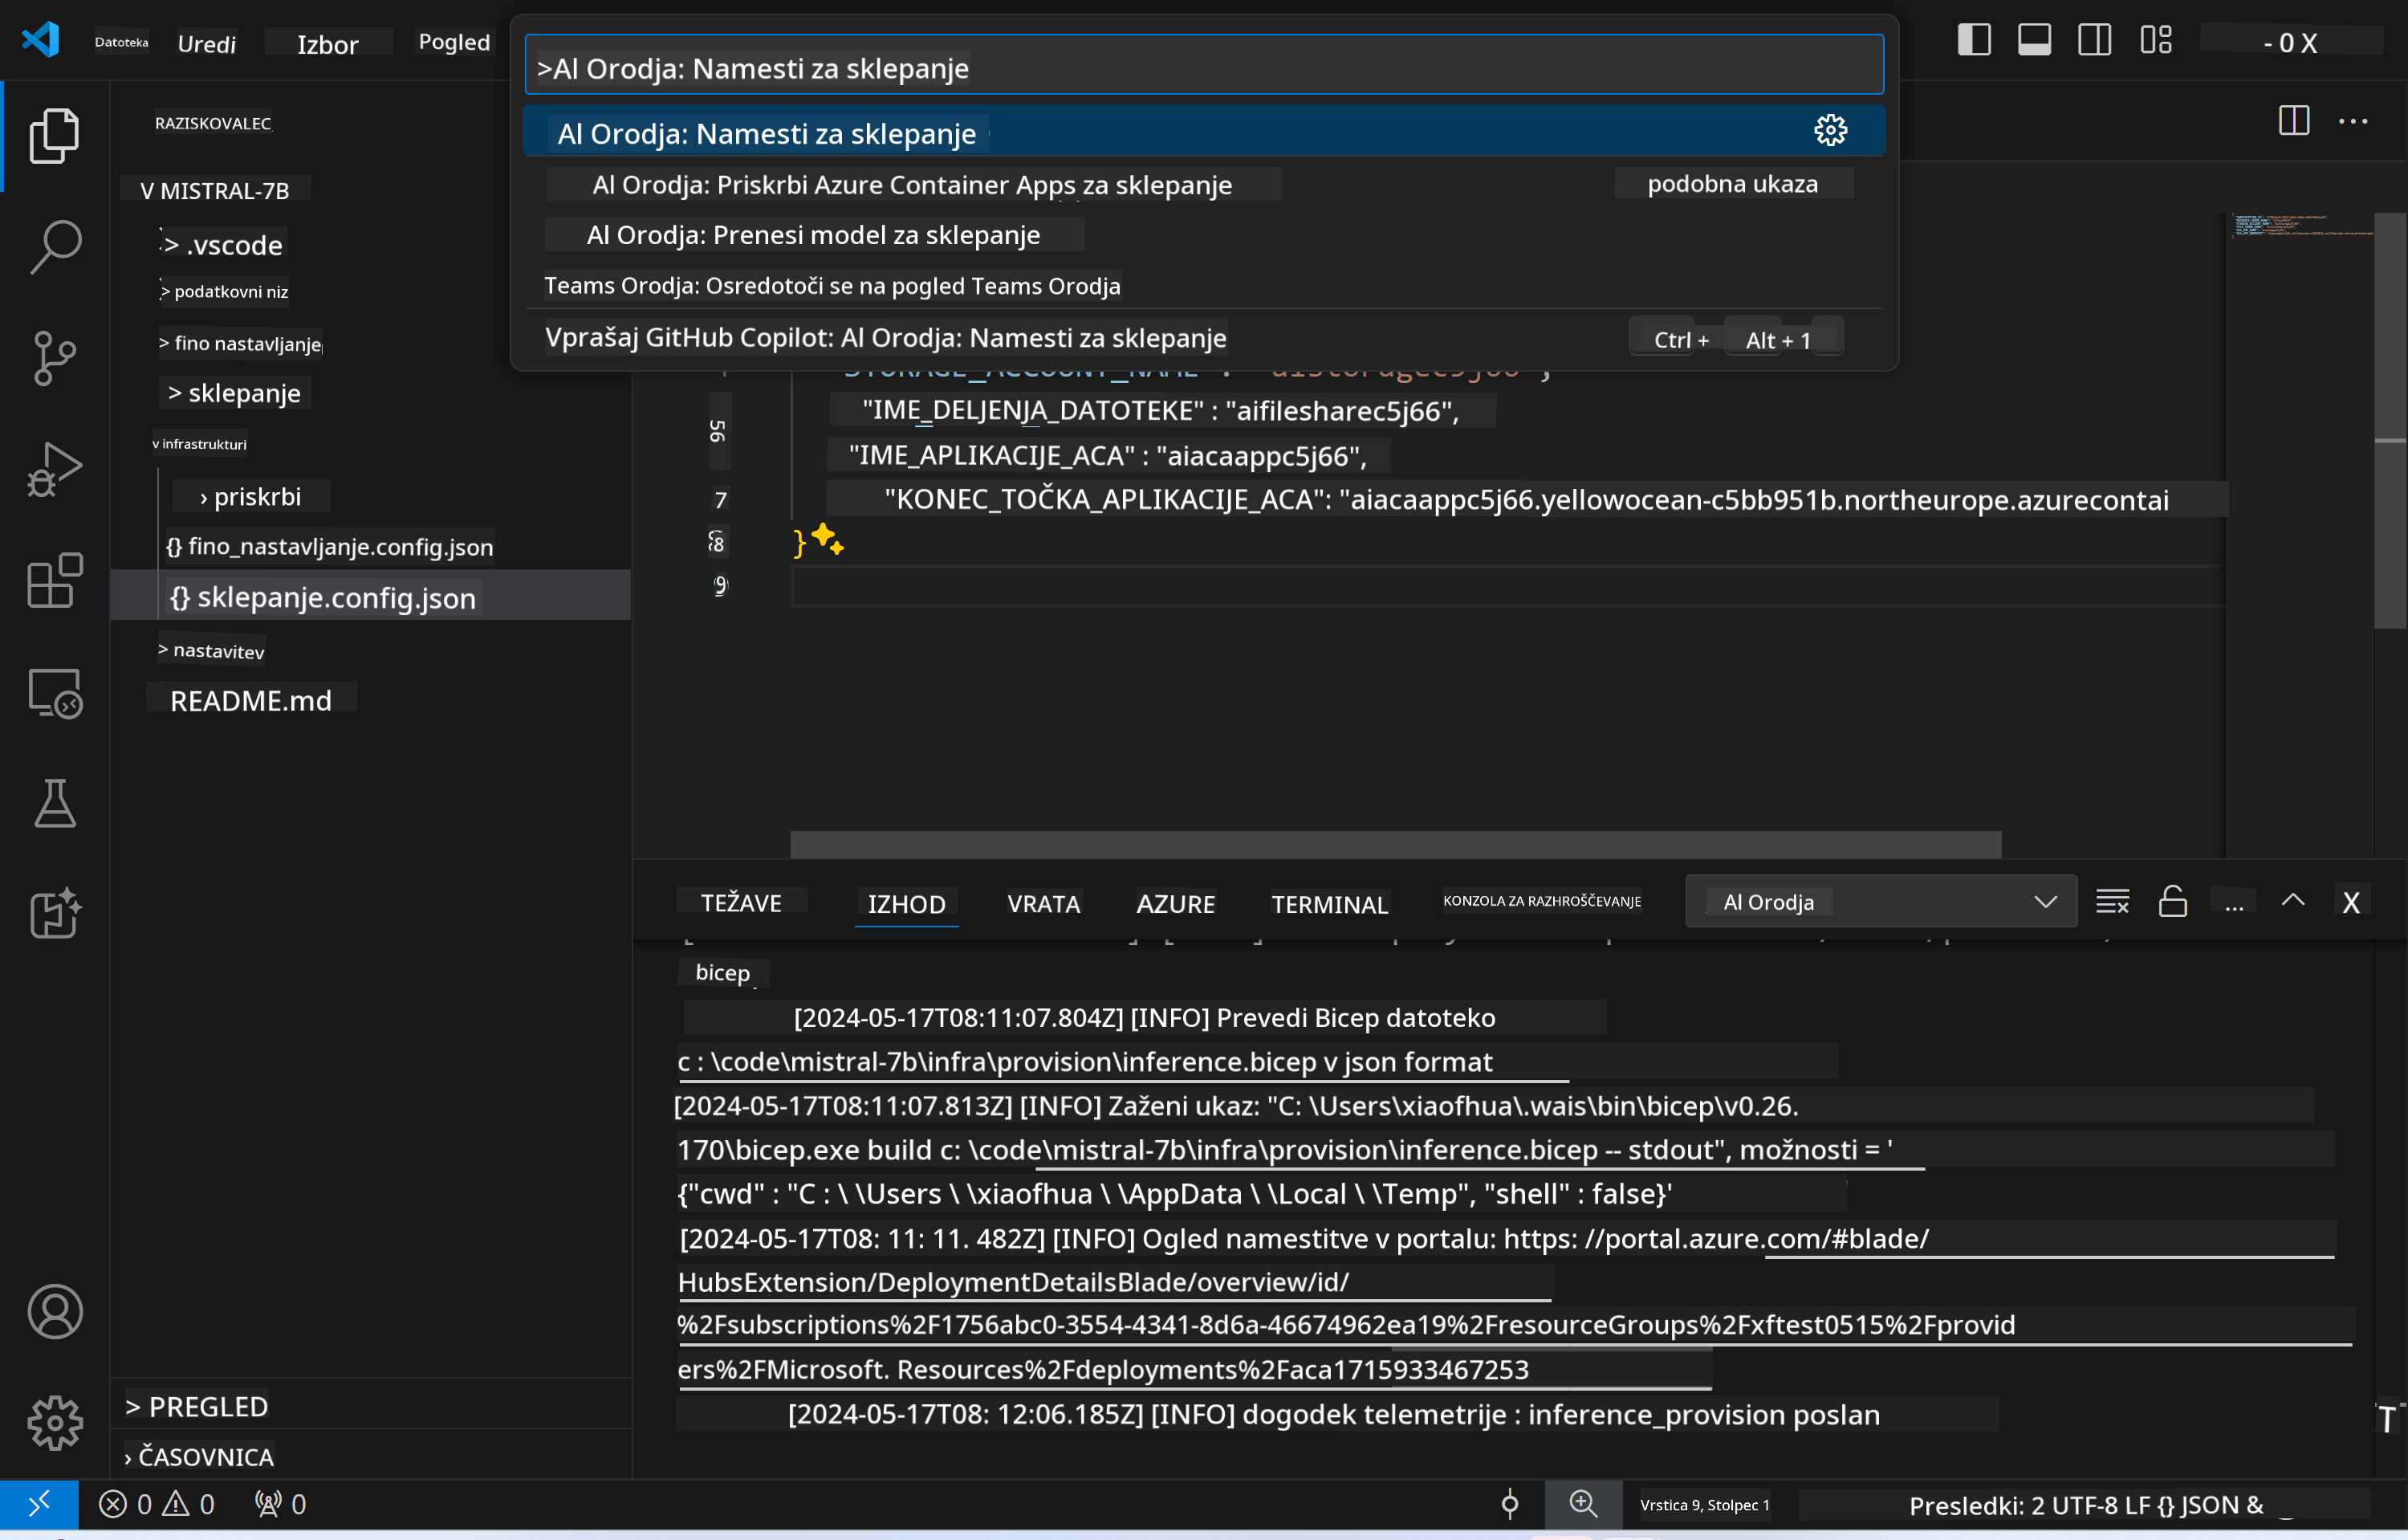 Datoteka Uredi Izbor Pogled
- 0 X
>Al Orodja: Namesti za sklepanje
Al Orodja: Namesti za sklepanje
Al Orodja: Priskrbi Azure Container Apps za sklepanje podobna ukaza
Al Orodja: Prenesi model za sklepanje
Teams Orodja: Osredotoči se na pogled Teams Orodja
Vprašaj GitHub Copilot: Al Orodja: Namesti za sklepanje Ctrl + Alt + 1
RAZISKOVALEC
V MISTRAL-7B
> .vscode
> podatkovni niz
> fino nastavljanje
> sklepanje
v infrastrukturi
› priskrbi
{} fino_nastavljanje.config.json
{} sklepanje.config.json
> nastavitev
README.md
> PREGLED
› ČASOVNICA
56 "IME_DELJENJA_DATOTEKE" : "aifilesharec5j66",
"IME_APLIKACIJE_ACA" : "aiacaappc5j66",
7 "KONEC_TOČKA_APLIKACIJE_ACA": "aiacaappc5j66.yellowocean-c5bb951b.northeurope.azurecontai
8 }
9
TEŽAVE IZHOD VRATA AZURE TERMINAL KONZOLA ZA RAZHROŠČEVANJE Al Orodja ... X
bicep
[2024-05-17T08:11:07.804Z] [INFO] Prevedi Bicep datoteko
c : \code\mistral-7b\infra\provision\inference.bicep v json format
[2024-05-17T08:11:07.813Z] [INFO] Zaženi ukaz: "C: \Users\xiaofhua\.wais\bin\bicep\v0.26.
170\bicep.exe build c: \code\mistral-7b\infra\provision\inference.bicep -- stdout", možnosti = '
{"cwd" : "C : \ \Users \ \xiaofhua \ \AppData \ \Local \ \Temp", "shell" : false}'
[2024-05-17T08: 11: 11. 482Z] [INFO] Ogled namestitve v portalu: https: //portal.azure.com/#blade/
HubsExtension/DeploymentDetailsBlade/overview/id/
%2Fsubscriptions%2F1756abc0-3554-4341-8d6a-46674962ea19%2FresourceGroups%2Fxftest0515%2Fprovid
ers%2FMicrosoft. Resources%2Fdeployments%2Faca1715933467253
[2024-05-17T08: 12:06.185Z] [INFO] dogodek telemetrije : inference_provision poslan
T
0 0 0 Vrstica 9, Stolpec 1 Presledki: 2 UTF-8 LF {} JSON &